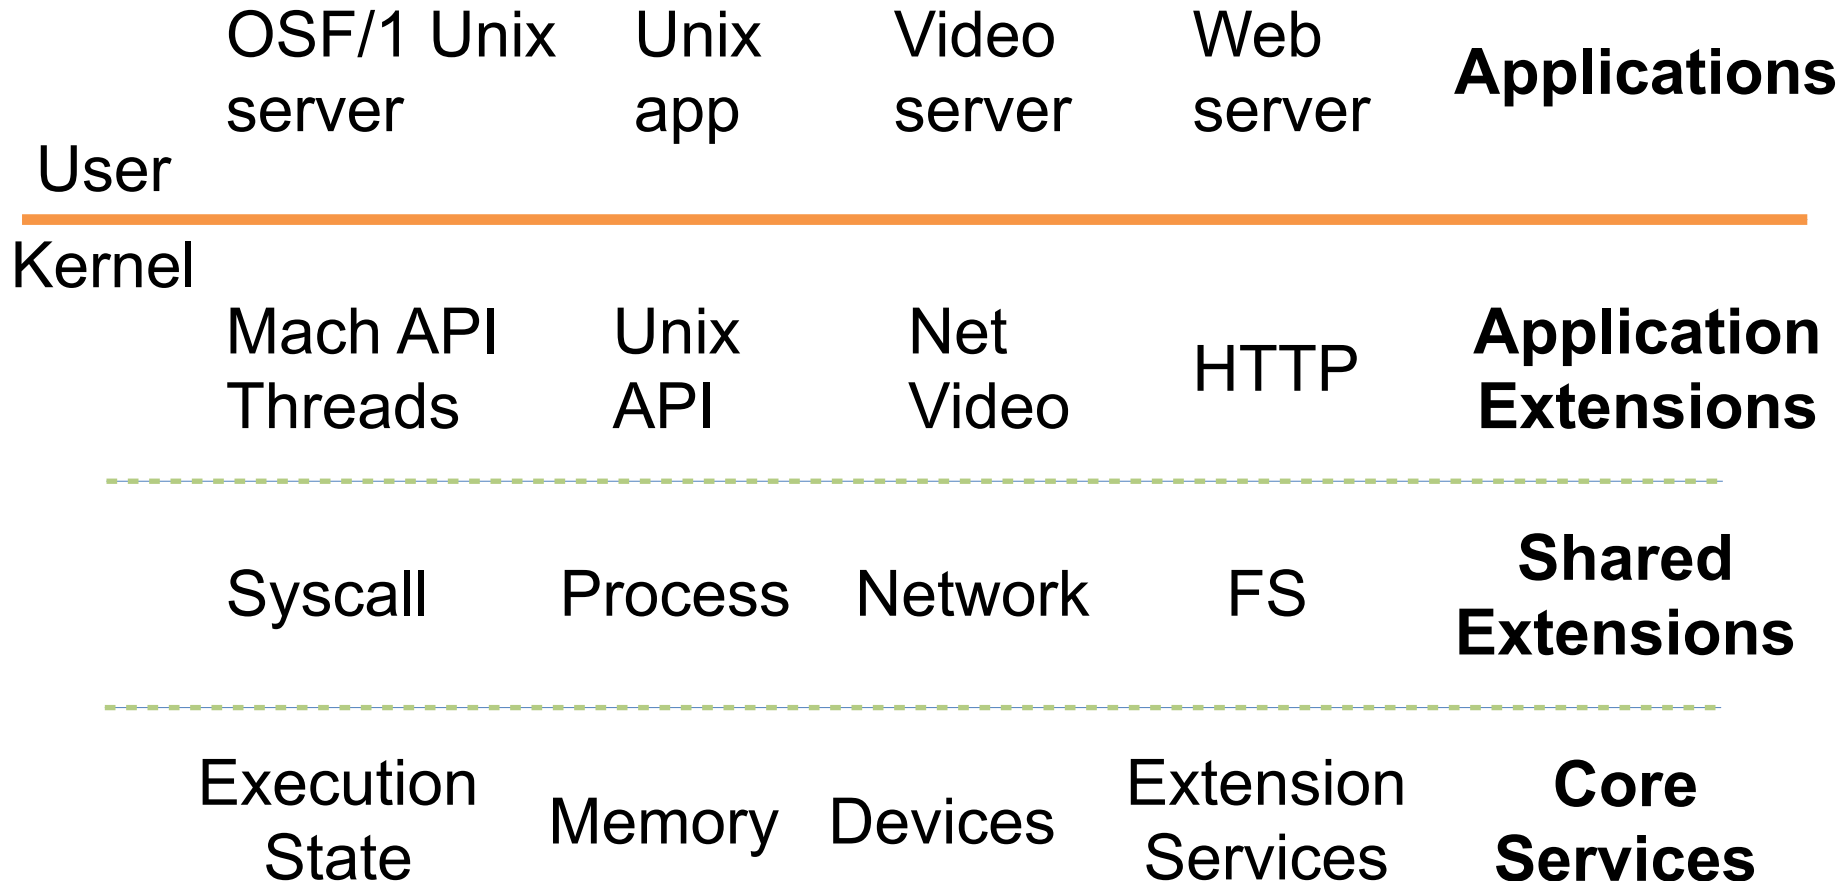 OSF/1 Unix server
Unix app
Video server
Web server
Applications
User
Kernel
Mach API Threads
Unix API
Net Video
HTTP
Application Extensions
Syscall
Process
Network
FS
Shared Extensions
Execution State
Memory
Devices
Extension Services
Core Services